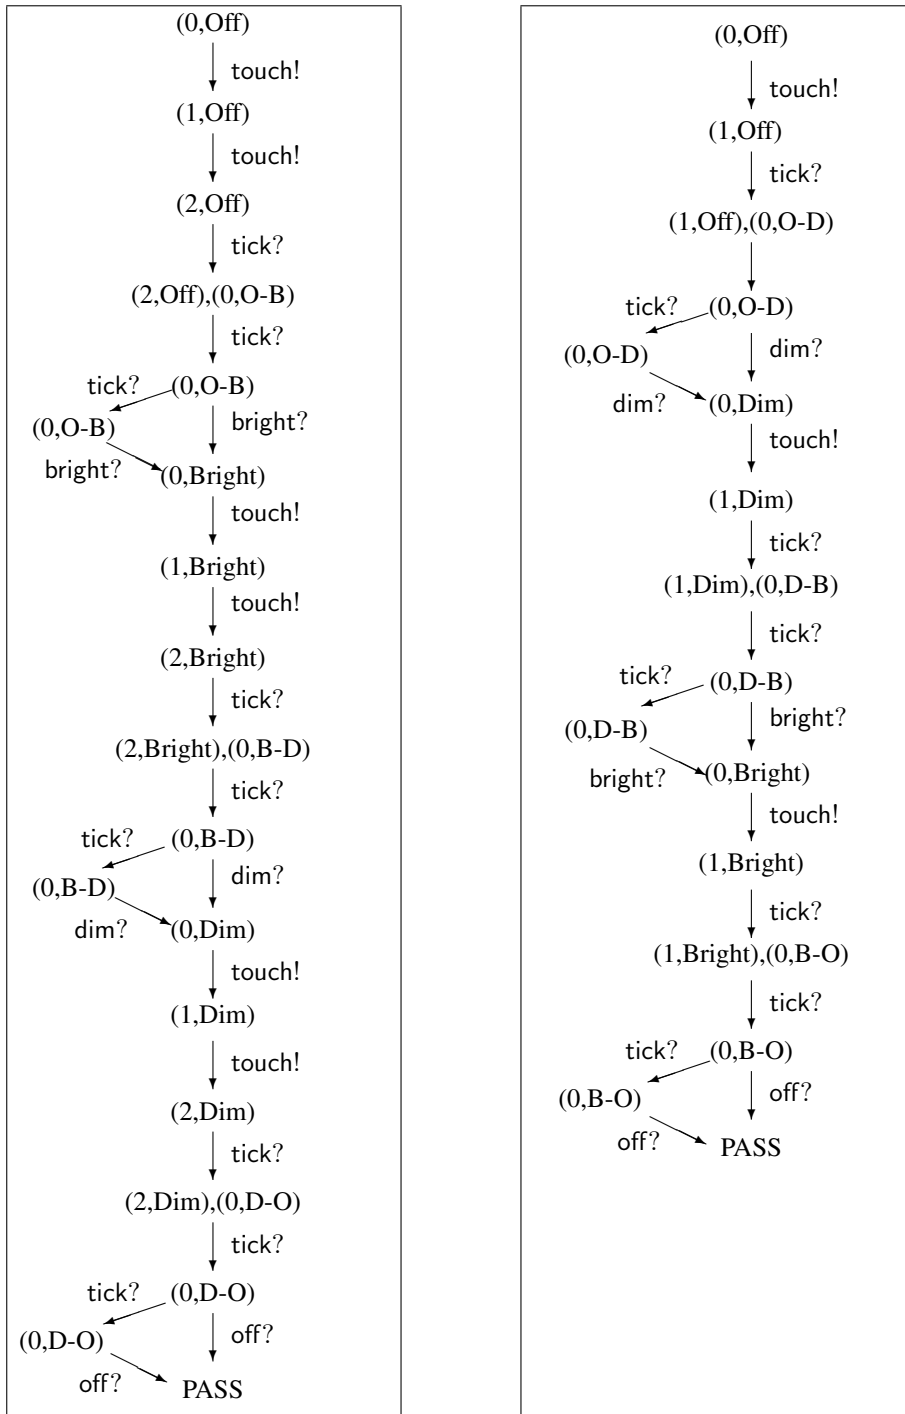 (0,Off)
touch!
(1,Off)
touch!
(2,Off)
tick?
(2,Off),(0,O-B)
tick?
tick? (0,O-B)
(0,O-B) bright?
bright? (0,Bright)
touch!
(1,Bright)
touch!
(2,Bright)
tick?
(2,Bright),(0,B-D)
tick?
tick? (0,B-D)
(0,B-D) dim?
dim? (0,Dim)
touch!
(1,Dim)
touch!
(2,Dim)
tick?
(2,Dim),(0,D-O)
tick?
tick? (0,D-O)
(0,D-O) off?
off? PASS
(0,Off)
touch!
(1,Off)
tick?
(1,Off),(0,O-D)
tick? (0,O-D)
(0,O-D) dim?
dim? (0,Dim)
touch!
(1,Dim)
tick?
(1,Dim),(0,D-B)
tick?
tick? (0,D-B)
(0,D-B) bright?
bright? (0,Bright)
touch!
(1,Bright)
tick?
(1,Bright),(0,B-O)
tick?
tick? (0,B-O)
(0,B-O) off?
off? PASS